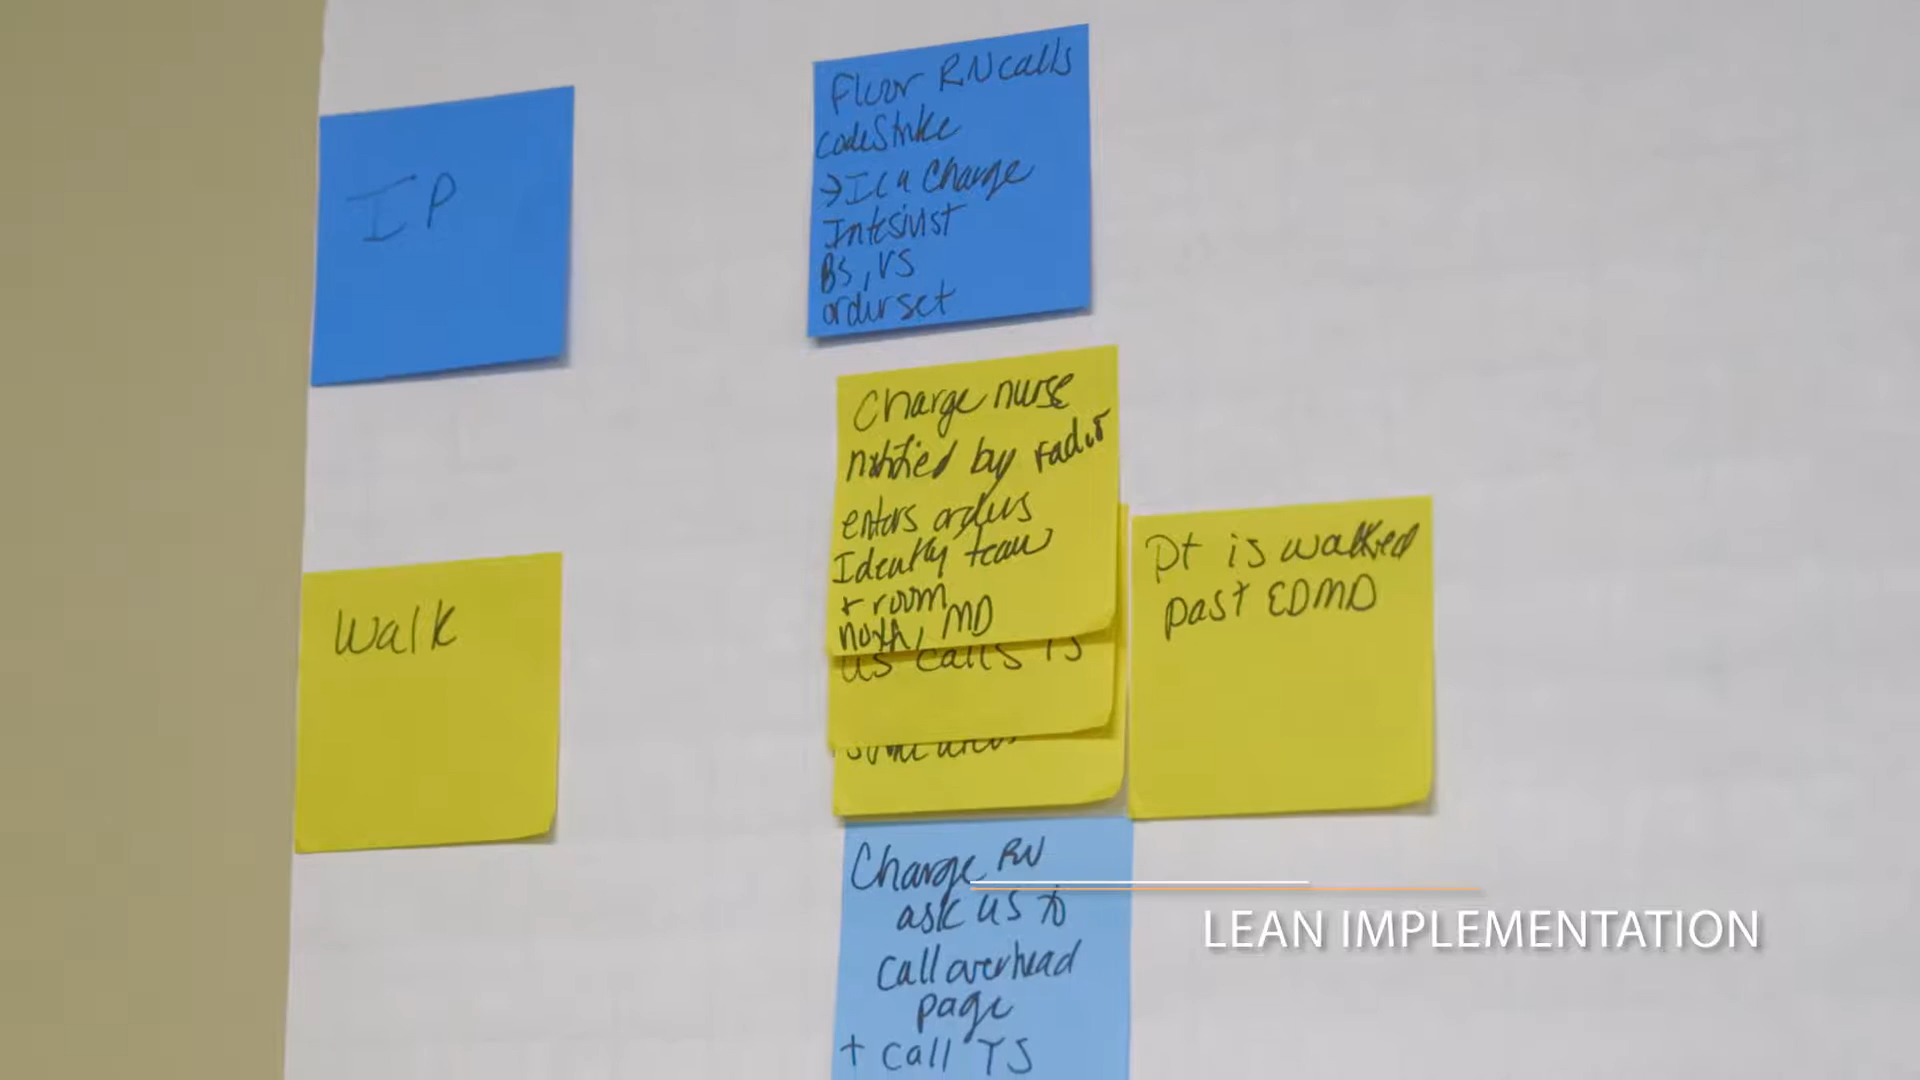 IP
Floor RN calls
code Stroke
→ICU Charge
Intesivist
BS, VS
order set
Charge nurse
notified by radio
enters orders
Identify team
+ room
MD
US calls TS
Pt is walked
past EDMD
Walk
Charge RN
ask US to
call overhead
page
+ call TS
LEAN IMPLEMENTATION